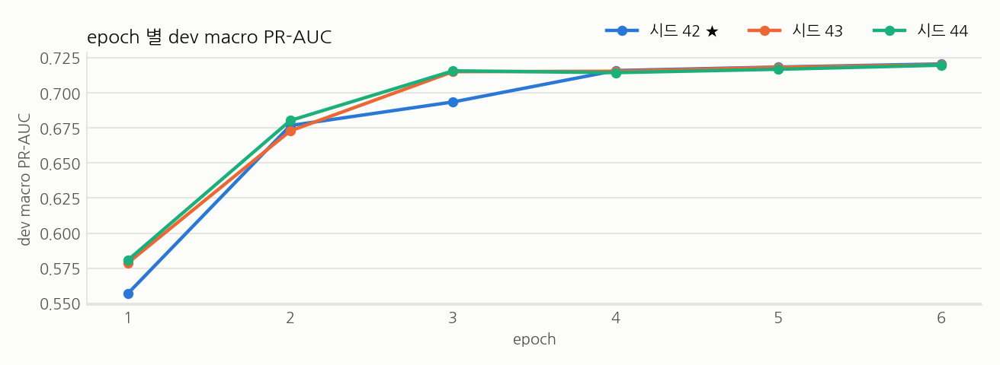 epoch 별 dev macro PR-AUC
시드 42 ★ 시드 43 시드 44
dev macro PR-AUC
0.725
0.700
0.675
0.650
0.625
0.600
0.575
0.550
1 2 3 4 5 6
epoch